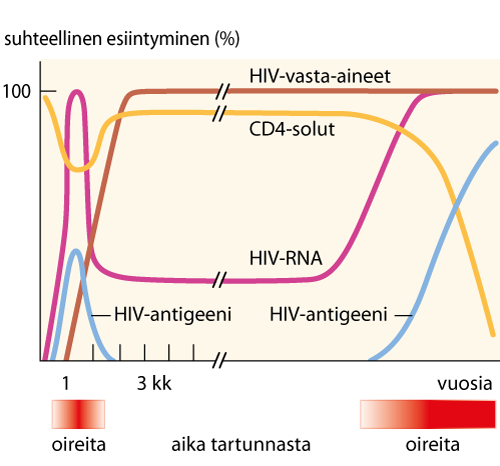 suhteellinen esiintyminen (%)
100
HIV-vasta-aineet
CD4-solut
HIV-RNA
HIV-antigeeni
HIV-antigeeni
1
3 kk
vuosia
oireita
aika tartunnasta
oireita